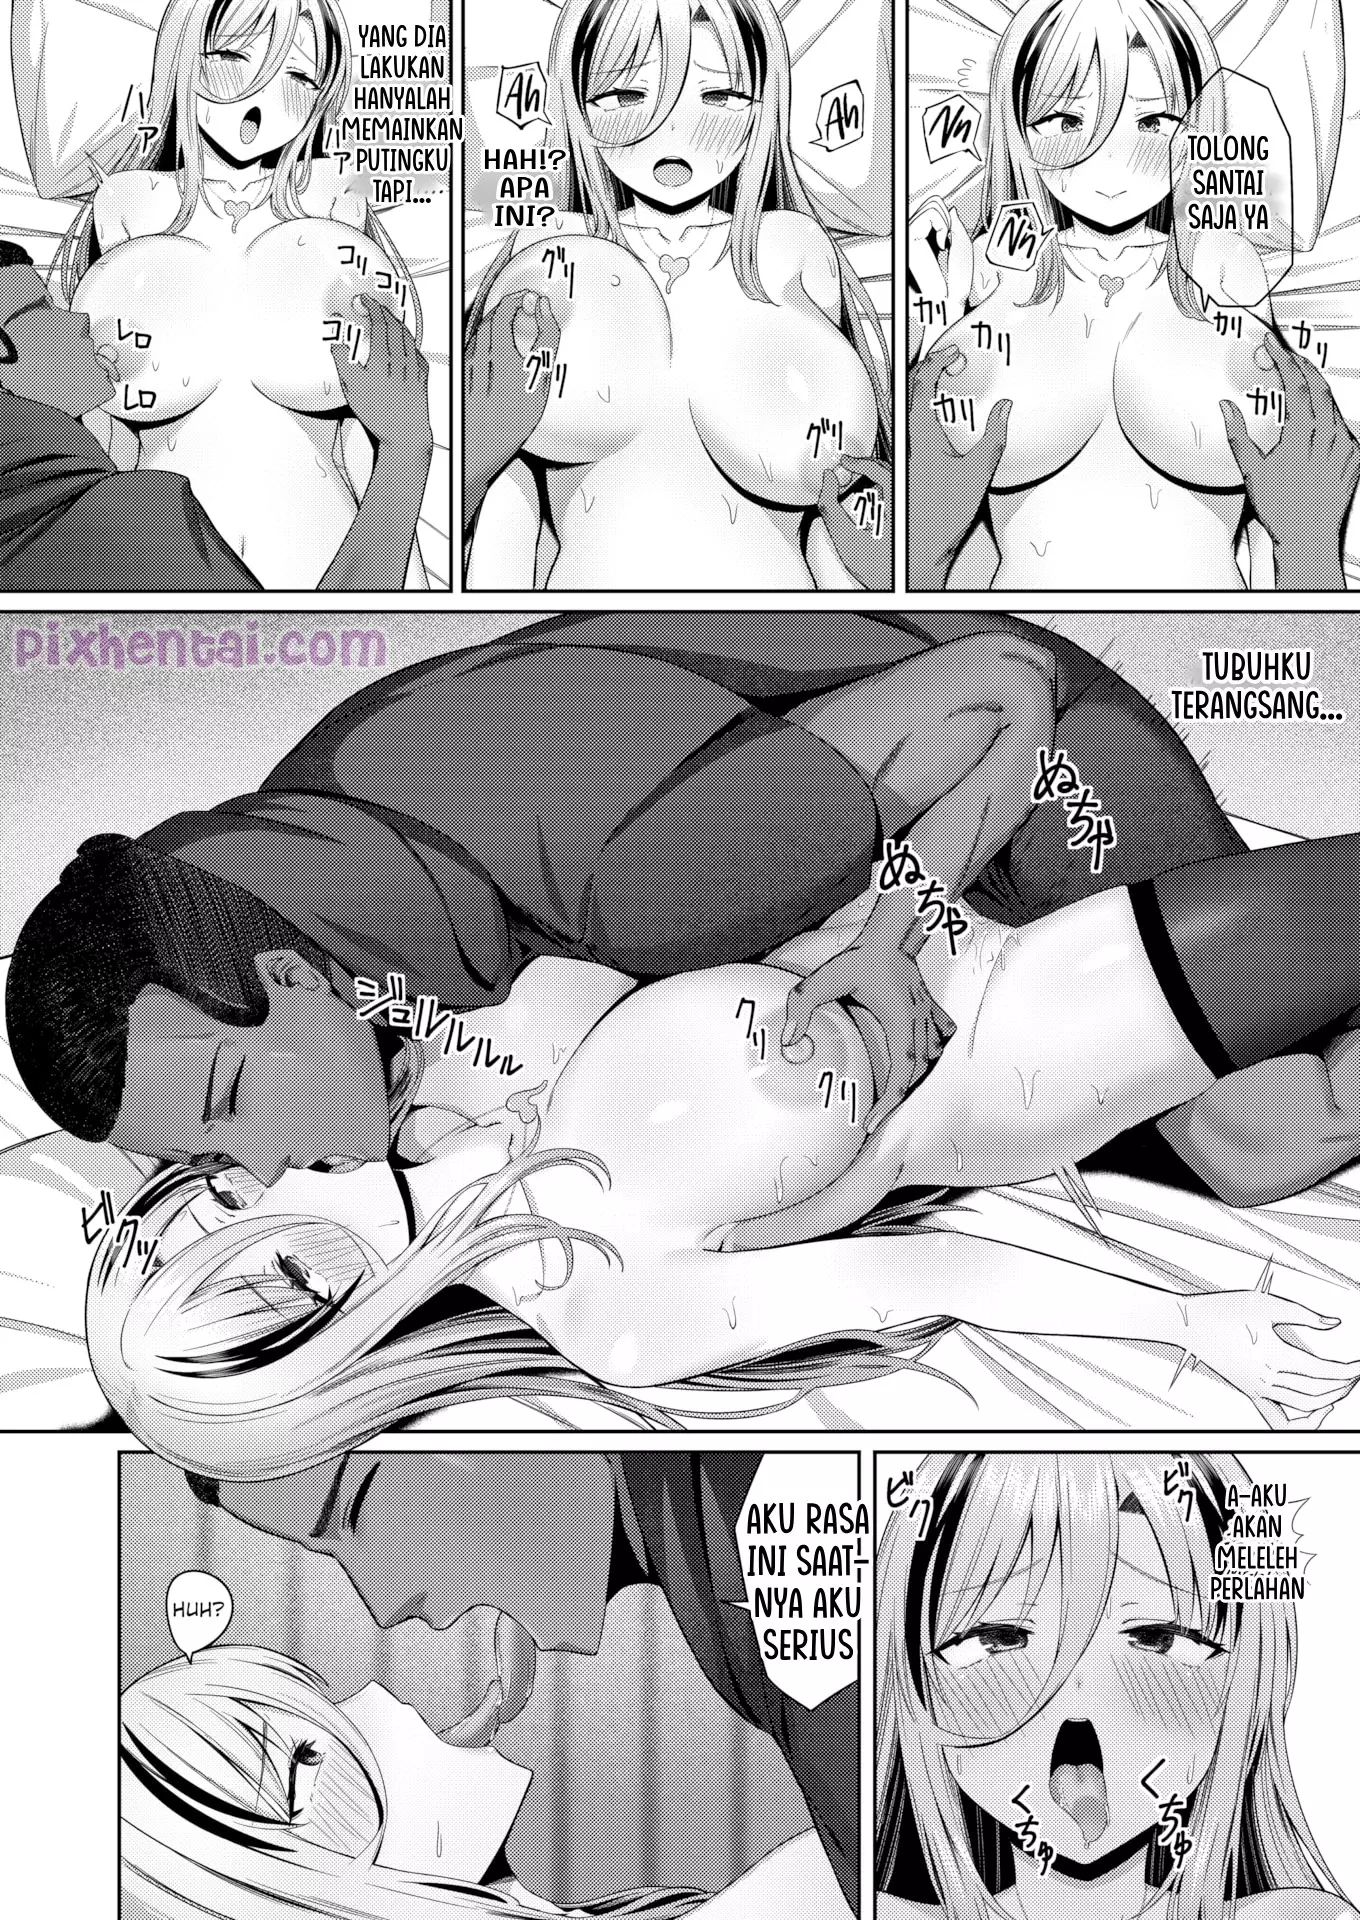 TOLONG
SANTAI
SAJA YA
Nn
Nn
カリ
カリ
カリ
カリ
カリ
カリ
Ah
Ah
HAH!?
APA
INI?
グリ
グリ
グリ
グリ
YANG DIA
LAKUKAN
HANYALAH
MEMAINKAN
PUTINGKU
TAPI...
ハァ
ハァ
コリ
コリ
コリ
レロ
レロ
pixhentai.com
TUBUHKU
TERANGSANG...
ぬちゃ
ぬちゃ
クリ
クリ
ジュルルルル
ビクッ
A-AKU
AKAN
MELELEH
PERLAHAN
ビク
ビク
くちゅ
くちゅ
AKU RASA
INI SAAT-
NYA AKU
SERIUS
HUH?